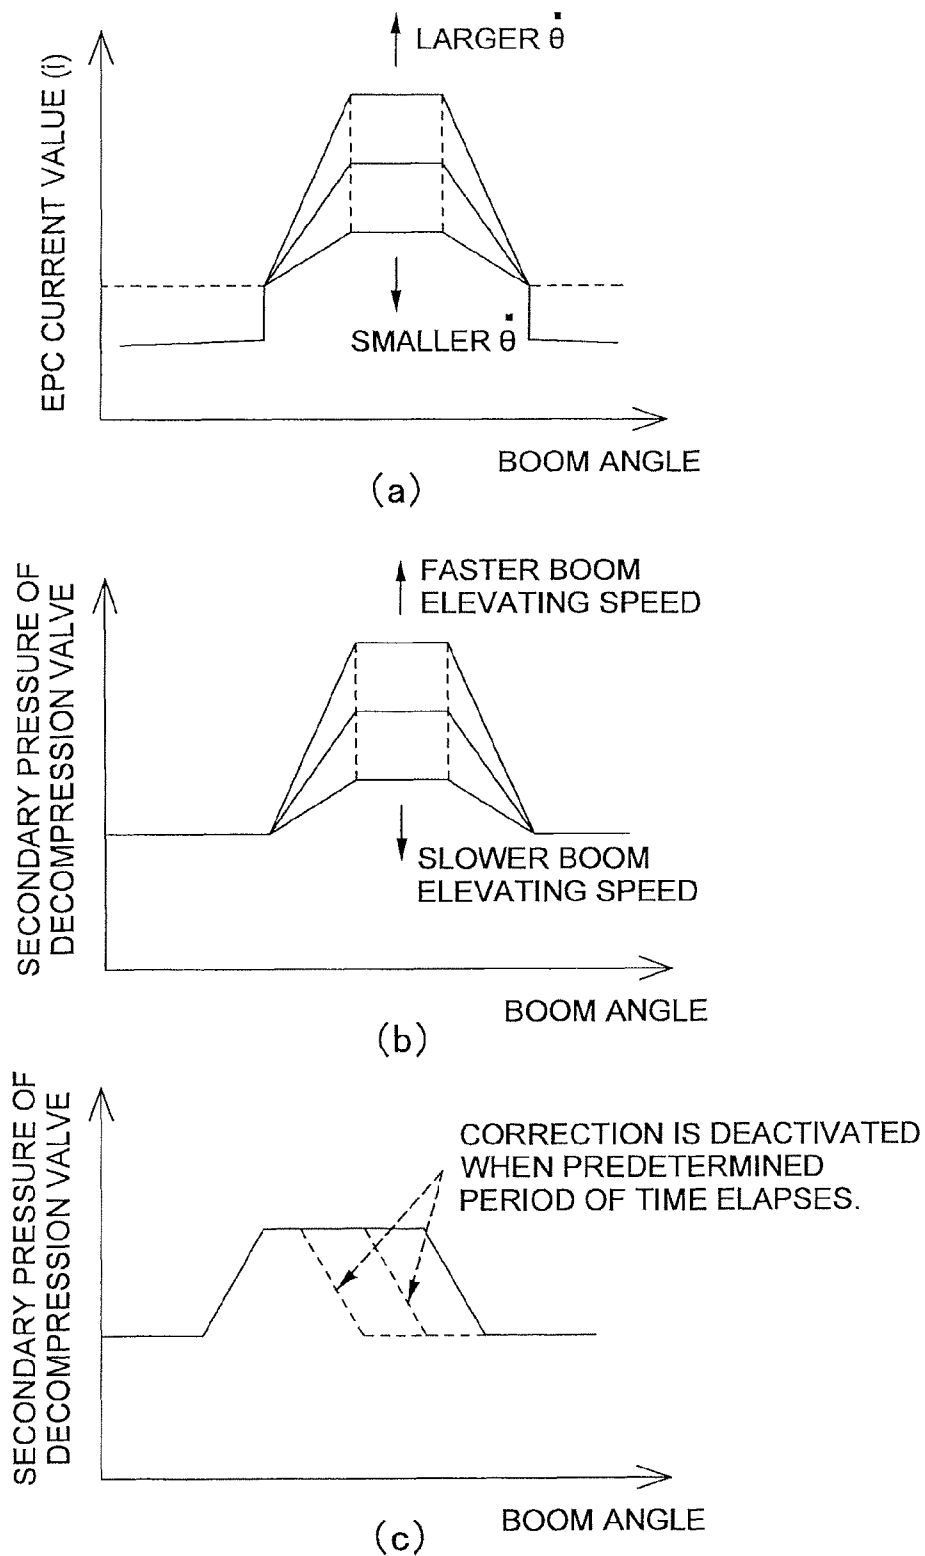 LARGER θ̇
EPC CURRENT VALUE (i)
SMALLER θ̇
BOOM ANGLE
(a)
SECONDARY PRESSURE OF
DECOMPRESSION VALVE
FASTER BOOM
ELEVATING SPEED
SLOWER BOOM
ELEVATING SPEED
BOOM ANGLE
(b)
SECONDARY PRESSURE OF
DECOMPRESSION VALVE
CORRECTION IS DEACTIVATED
WHEN PREDETERMINED
PERIOD OF TIME ELAPSES.
BOOM ANGLE
(c)